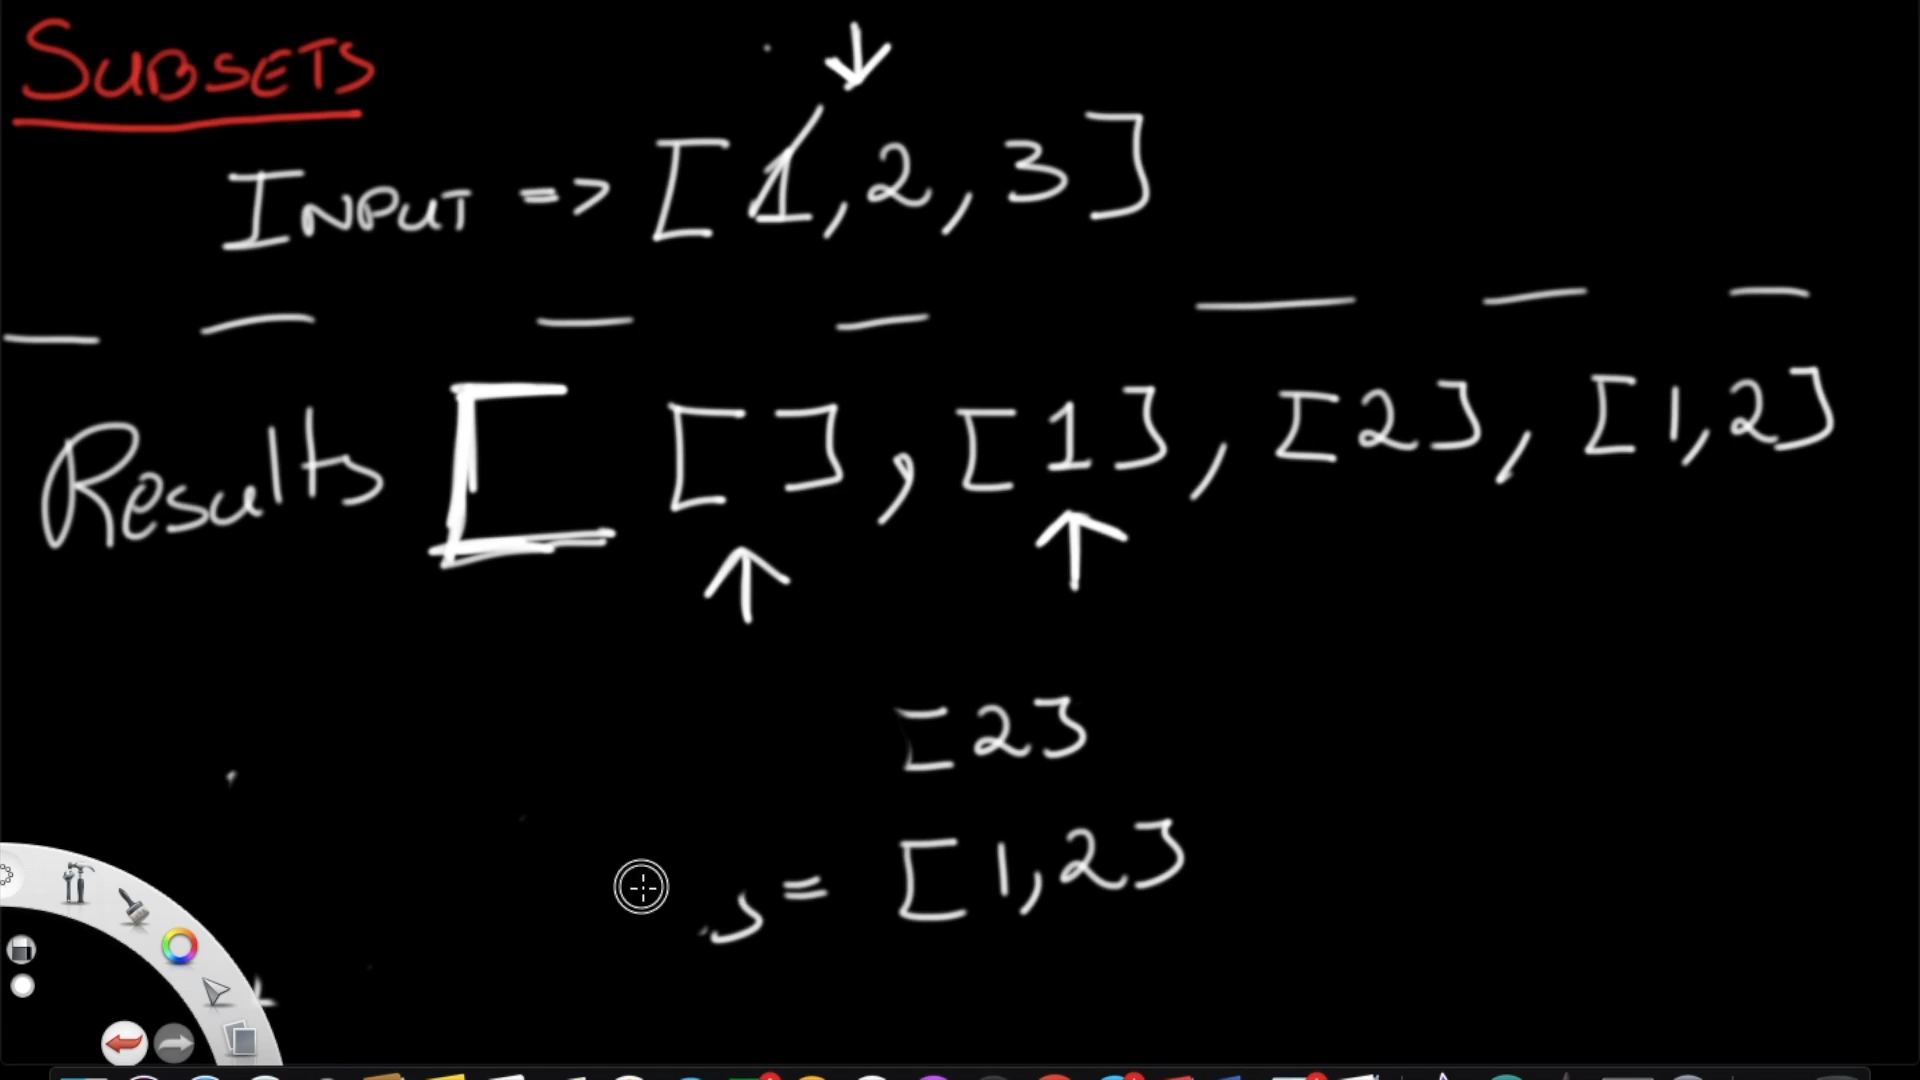 SUBSETS
INPUT => [1,2,3]
Results [ [], [1], [2], [1,2]
[2]
= [1,2]